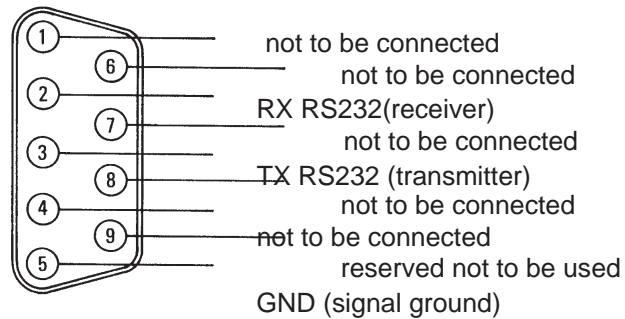 1
not to be connected
6
not to be connected
2
RX RS232(receiver)
7
not to be connected
3
TX RS232 (transmitter)
8
not to be connected
4
not to be connected
9
reserved not to be used
5
GND (signal ground)